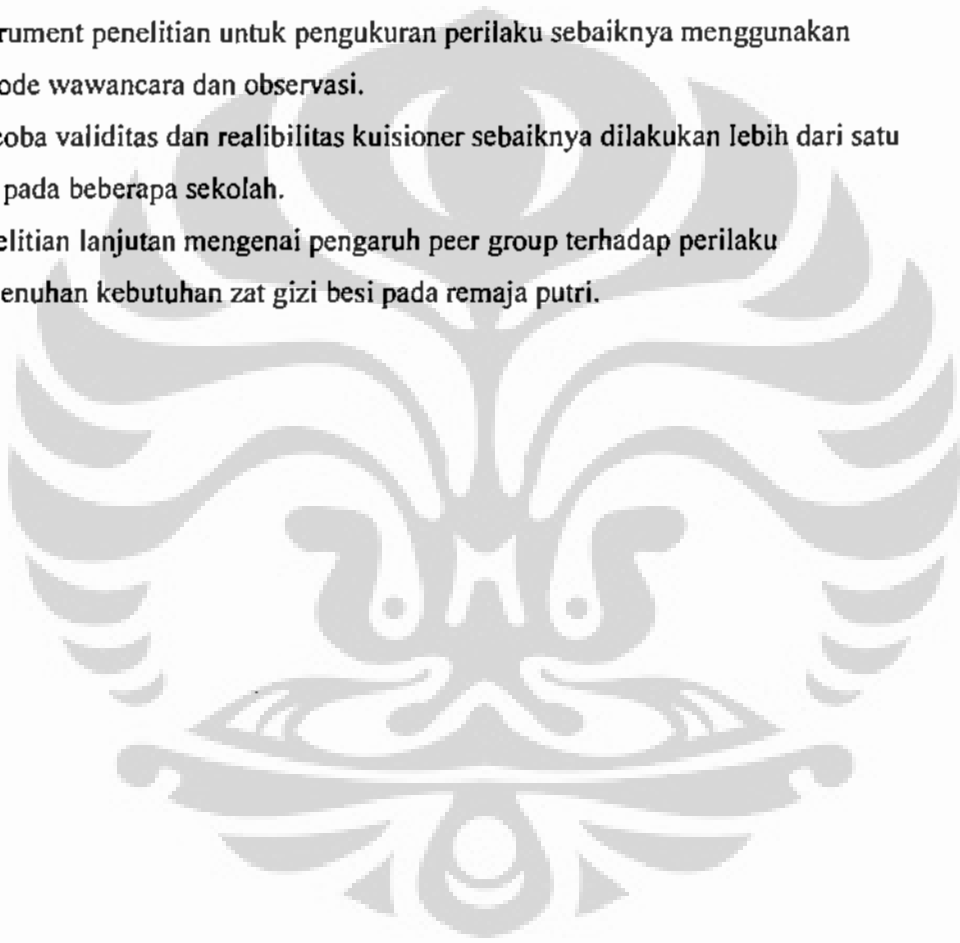 rument penelitian untuk pengukuran perilaku sebaiknya menggunakan
ode wawancara dan observasi.
coba validitas dan realibilitas kuisioner sebaiknya dilakukan lebih dari satu
pada beberapa sekolah.
elitian lanjutan mengenai pengaruh peer group terhadap perilaku
enuhan kebutuhan zat gizi besi pada remaja putri.